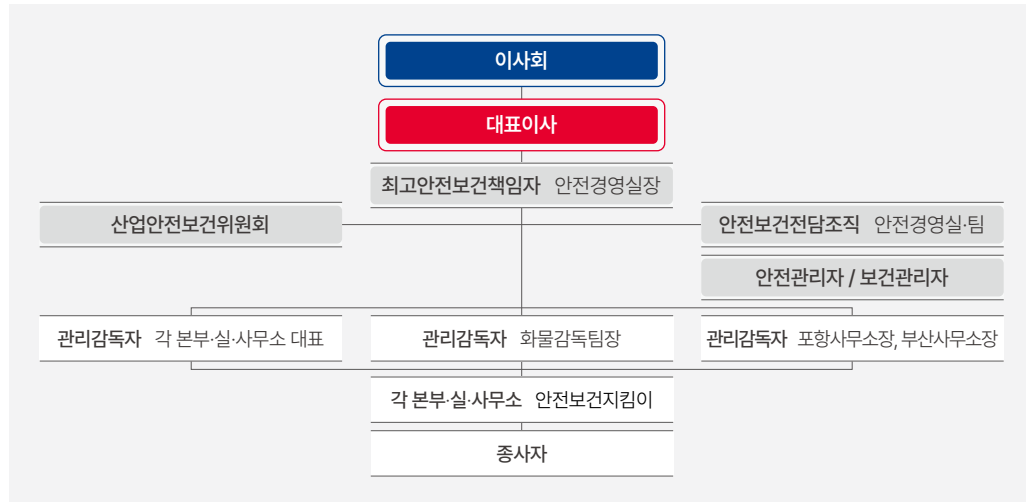 이사회
대표이사
최고안전보건책임자 안전경영실장
산업안전보건위원회
안전보건전담조직 안전경영실·팀
안전관리자 / 보건관리자
관리감독자 각 본부·실·사무소 대표
관리감독자 화물감독팀장
관리감독자 포항사무소장, 부산사무소장
각 본부·실·사무소 안전보건지킴이
종사자